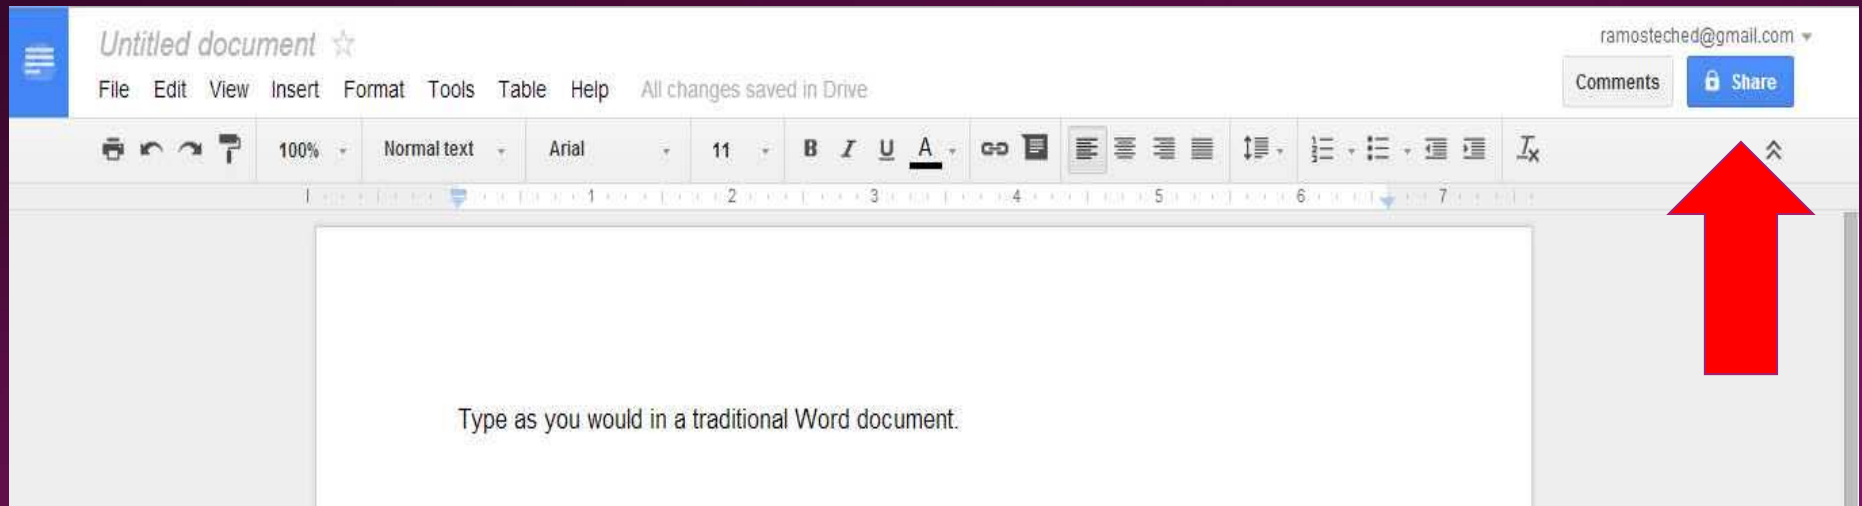 Untitled document
ramosteched@gmail.com
File Edit View Insert Format Tools Table Help All changes saved in Drive
Comments Share
100% Normal text Arial 11 B I U A
1 2 3 4 5 6 7
Type as you would in a traditional Word document.